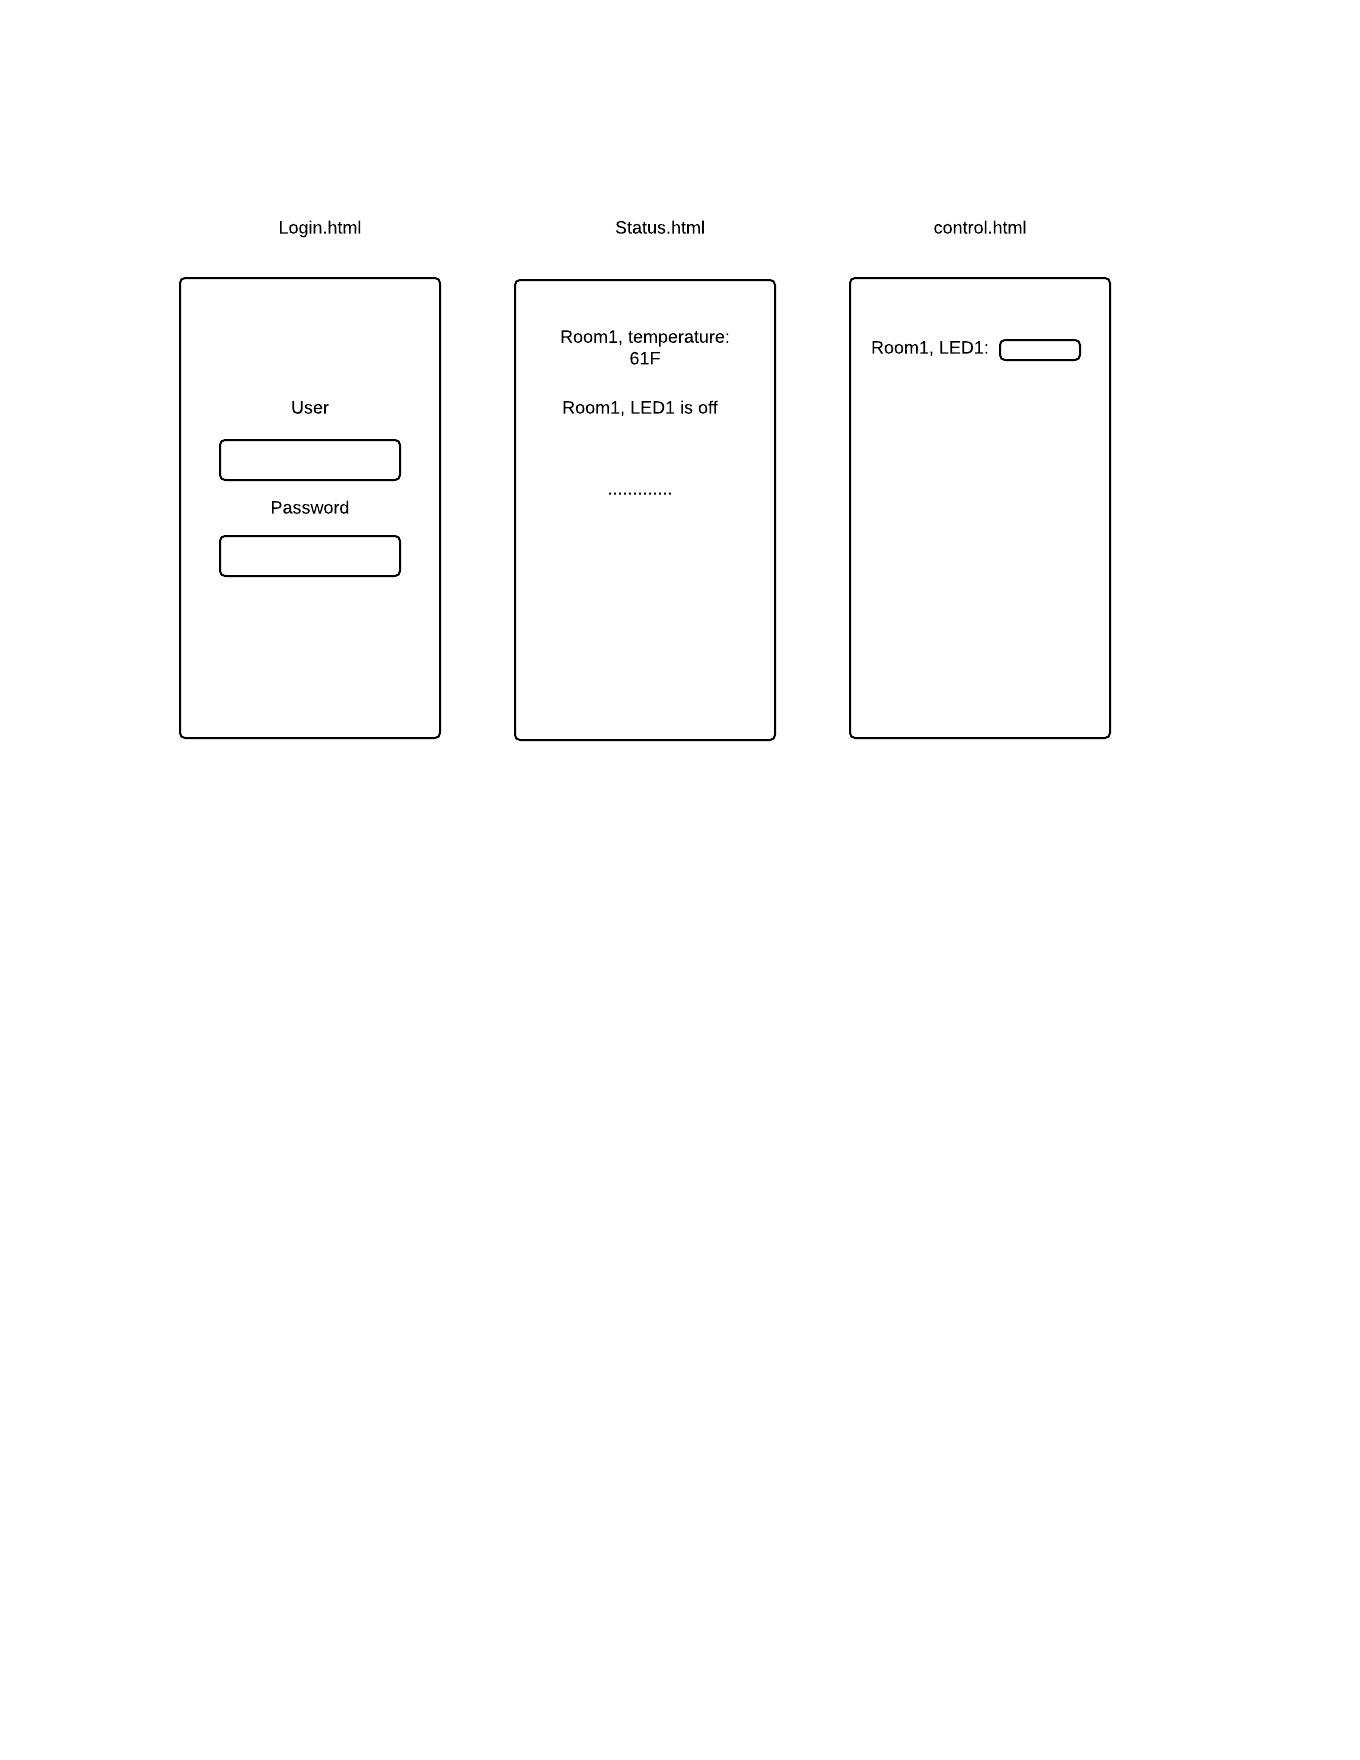 Login.html
Status.html
control.html
User
Password
Room1, temperature:
61F
Room1, LED1 is off
.............
Room1, LED1: